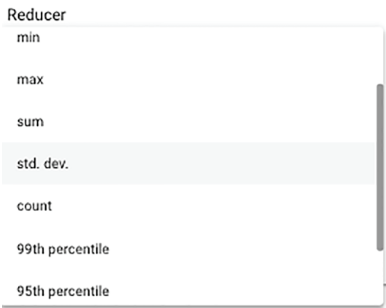 Reducer
min
max
sum
std. dev.
count
99th percentile
95th percentile